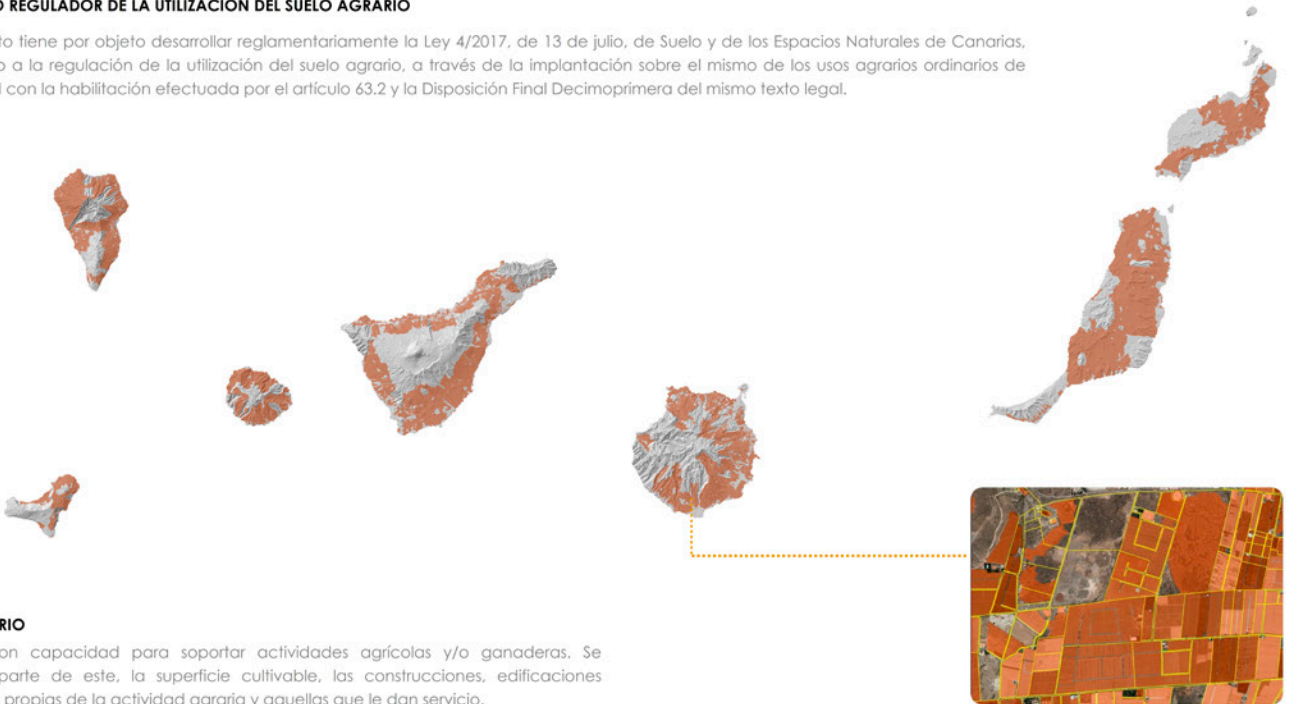 O REGULADOR DE LA UTILIZACIÓN DEL SUELO AGRARIO
to tiene por objeto desarrollar reglamentariamente la Ley 4/2017, de 13 de julio, de Suelo y de los Espacios Naturales de Canarias,
o a la regulación de la utilización del suelo agrario, a través de la implantación sobre el mismo de los usos agrarios ordinarios de
con la habilitación efectuada por el artículo 63.2 y la Disposición Final Decimoprimera del mismo texto legal.
RIO
on capacidad para soportar actividades agrícolas y/o ganaderas. Se
parte de este, la superficie cultivable, las construcciones, edificaciones
propias de la actividad agraria y aquellas que le dan servicio.